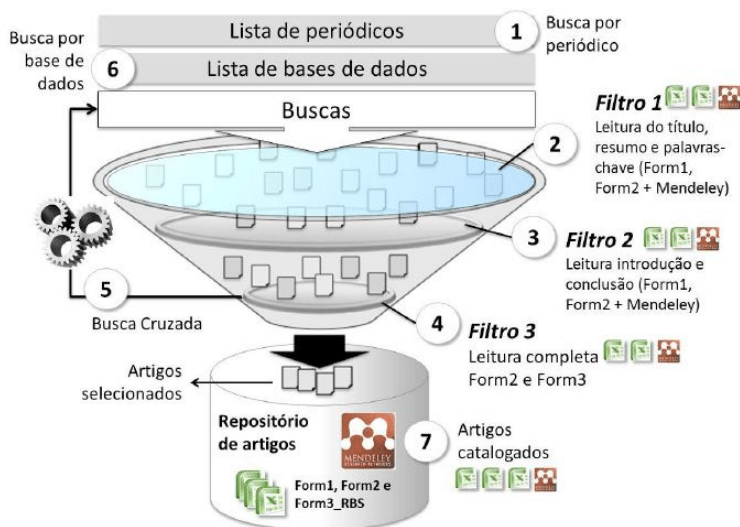 Lista de periódicos
1
Busca por
periódico
Busca por
base de
dados
6
Lista de bases de dados
Buscas
Filtro 1
2
Leitura do título,
resumo e palavras-
chave (Form1,
Form2 + Mendeley)
3
Filtro 2
Leitura introdução e
conclusão (Form1,
Form2 + Mendeley)
5
Busca Cruzada
4
Filtro 3
Leitura completa
Form2 e Form3
Artigos
selecionados
Repositório
de artigos
MENDELEY
7
Artigos
catalogados
Form1, Form2 e
Form3_RBS